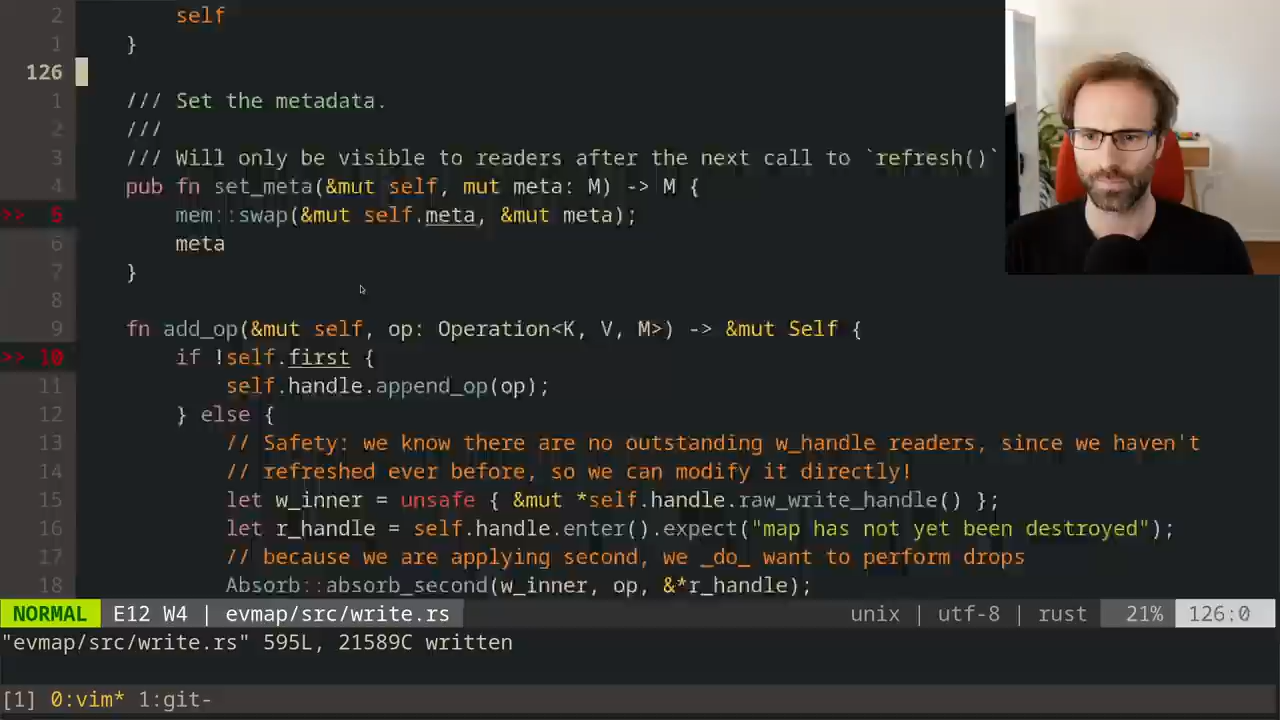 2 self
1 }
126
1 /// Set the metadata.
2 ///
3 /// Will only be visible to readers after the next call to `refresh()`
4 pub fn set_meta(&mut self, mut meta: M) -> M {
>> 5 mem::swap(&mut self.meta, &mut meta);
6 meta
7 }
8
9 fn add_op(&mut self, op: Operation<K, V, M>) -> &mut Self {
>> 10 if !self.first {
11 self.handle.append_op(op);
12 } else {
13 // Safety: we know there are no outstanding w_handle readers, since we haven't
14 // refreshed ever before, so we can modify it directly!
15 let w_inner = unsafe { &mut *self.handle.raw_write_handle() };
16 let r_handle = self.handle.enter().expect("map has not yet been destroyed");
17 // because we are applying second, we _do_ want to perform drops
18 Absorb::absorb_second(w_inner, op, &*r_handle);
NORMAL E12 W4 | evmap/src/write.rs unix | utf-8 | rust 21% 126:0
"evmap/src/write.rs" 595L, 21589C written
[1] 0:vim* 1:git-